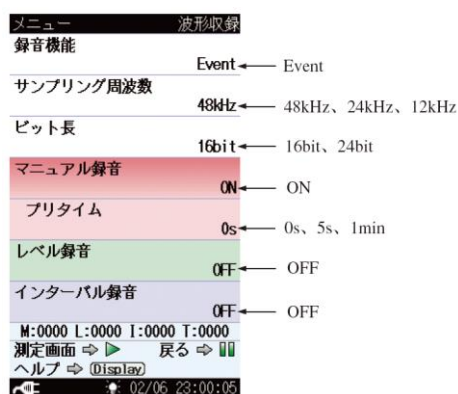 メニュー 波形収録
録音機能
Event Event
サンプリング周波数
48kHz 48kHz、24kHz、12kHz
ビット長
16bit 16bit、24bit
マニュアル録音
ON ON
プリタイム
0s 0s、5s、1min
レベル録音
OFF OFF
インターバル録音
OFF OFF
M:0000 L:0000 I:0000 T:0000
測定画面 ⇨ ▶ 戻る ⇨ ❚❚
ヘルプ ⇨ Display
02/06 23:00:05